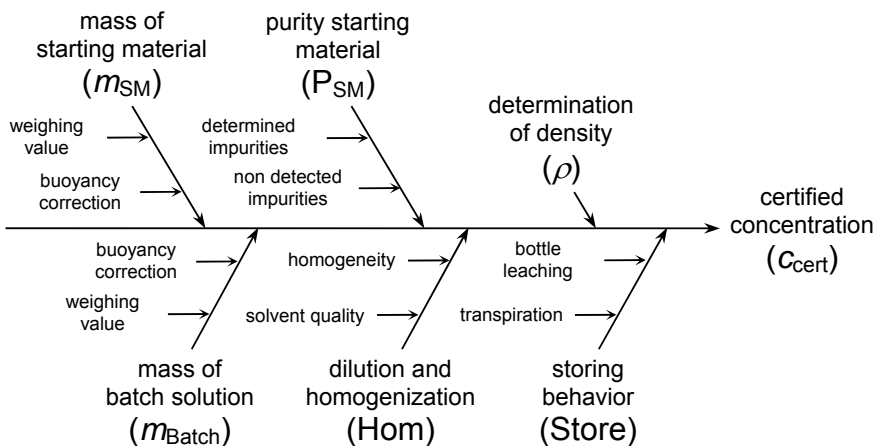 mass of
starting material
(mSM)
purity starting
material
(PSM)
determination
of density
(ρ)
weighing
value
buoyancy
correction
determined
impurities
non detected
impurities
certified
concentration
(ccert)
buoyancy
correction
weighing
value
homogeneity
solvent quality
bottle
leaching
transpiration
mass of
batch solution
(mBatch)
dilution and
homogenization
(Hom)
storing
behavior
(Store)